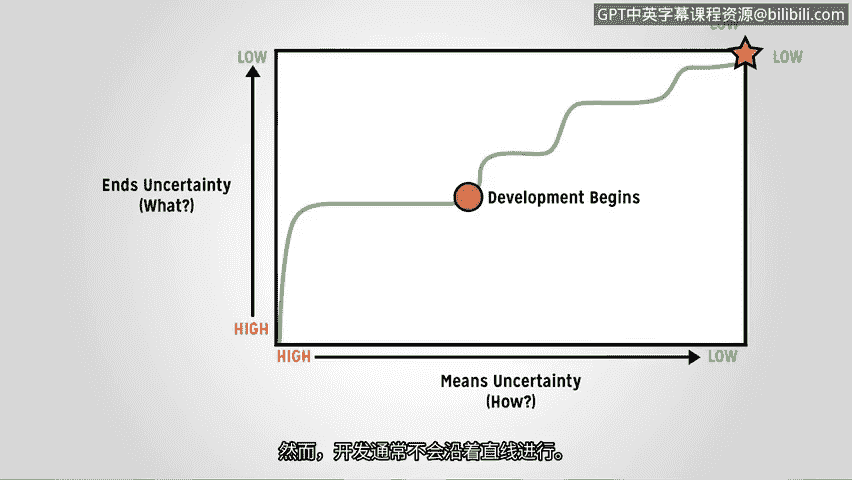 GPT中英字幕课程资源@bilibili.com
LOW
LOW
LOW
Ends Uncertainty
(What?)
Development Begins
HIGH
HIGH
LOW
Means Uncertainty
(How?)
然而，开发通常不会沿着直线进行。